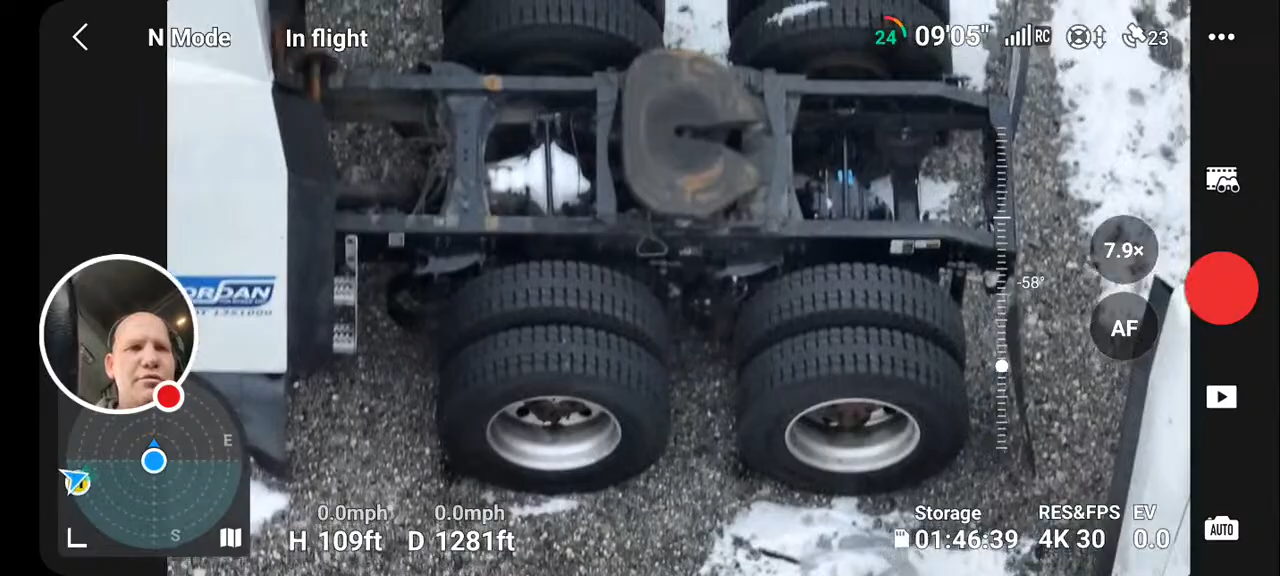 N Mode
In flight
24
09'05"
RC
23
7.9×
-58°
AF
ORDAN
E
S
0.0mph
0.0mph
H 109ft
D 1281ft
Storage
01:46:39
RES&FPS
4K 30
EV
0.0
AUTO